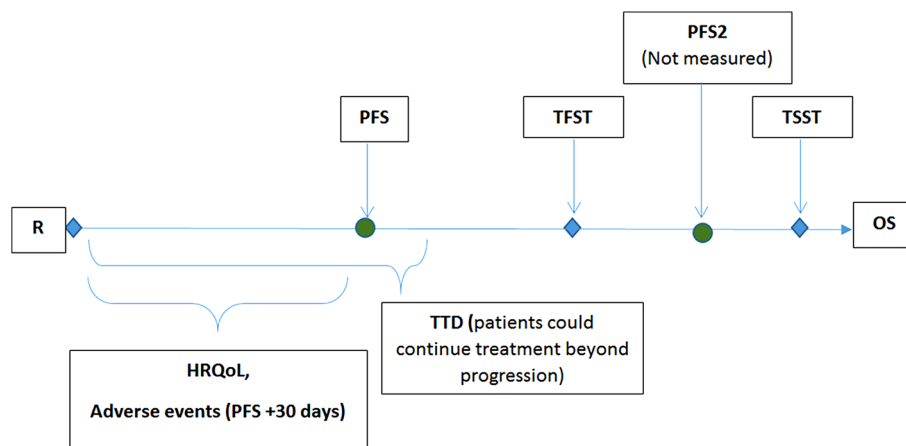 PFS2
(Not measured)
PFS
TFST
TSST
R
OS
TTD (patients could
continue treatment beyond
progression)
HRQoL,
Adverse events (PFS +30 days)